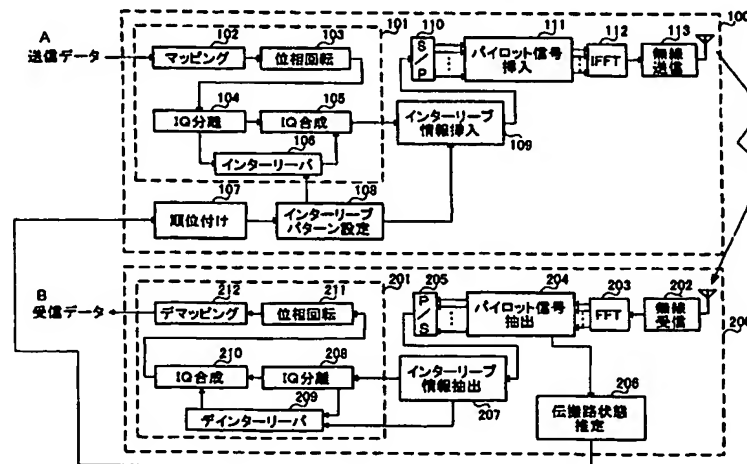 100
101
102
103
110
111
112
113
A
送信データ
マッピング
位相回転
S/P
パイロット信号
挿入
IFFT
無線
送信
104
105
IQ分離
IQ合成
106
インターリーバ
インターリーブ
情報挿入
109
107
108
順位付け
インターリーブ
パターン設定
B
受信データ
212
211
201
205
204
203
202
デマッピング
位相回転
P/S
パイロット信号
抽出
FFT
無線
受信
200
210
208
IQ合成
IQ分離
209
デインターリーバ
インターリーブ
情報抽出
207
206
伝搬路状態
推定